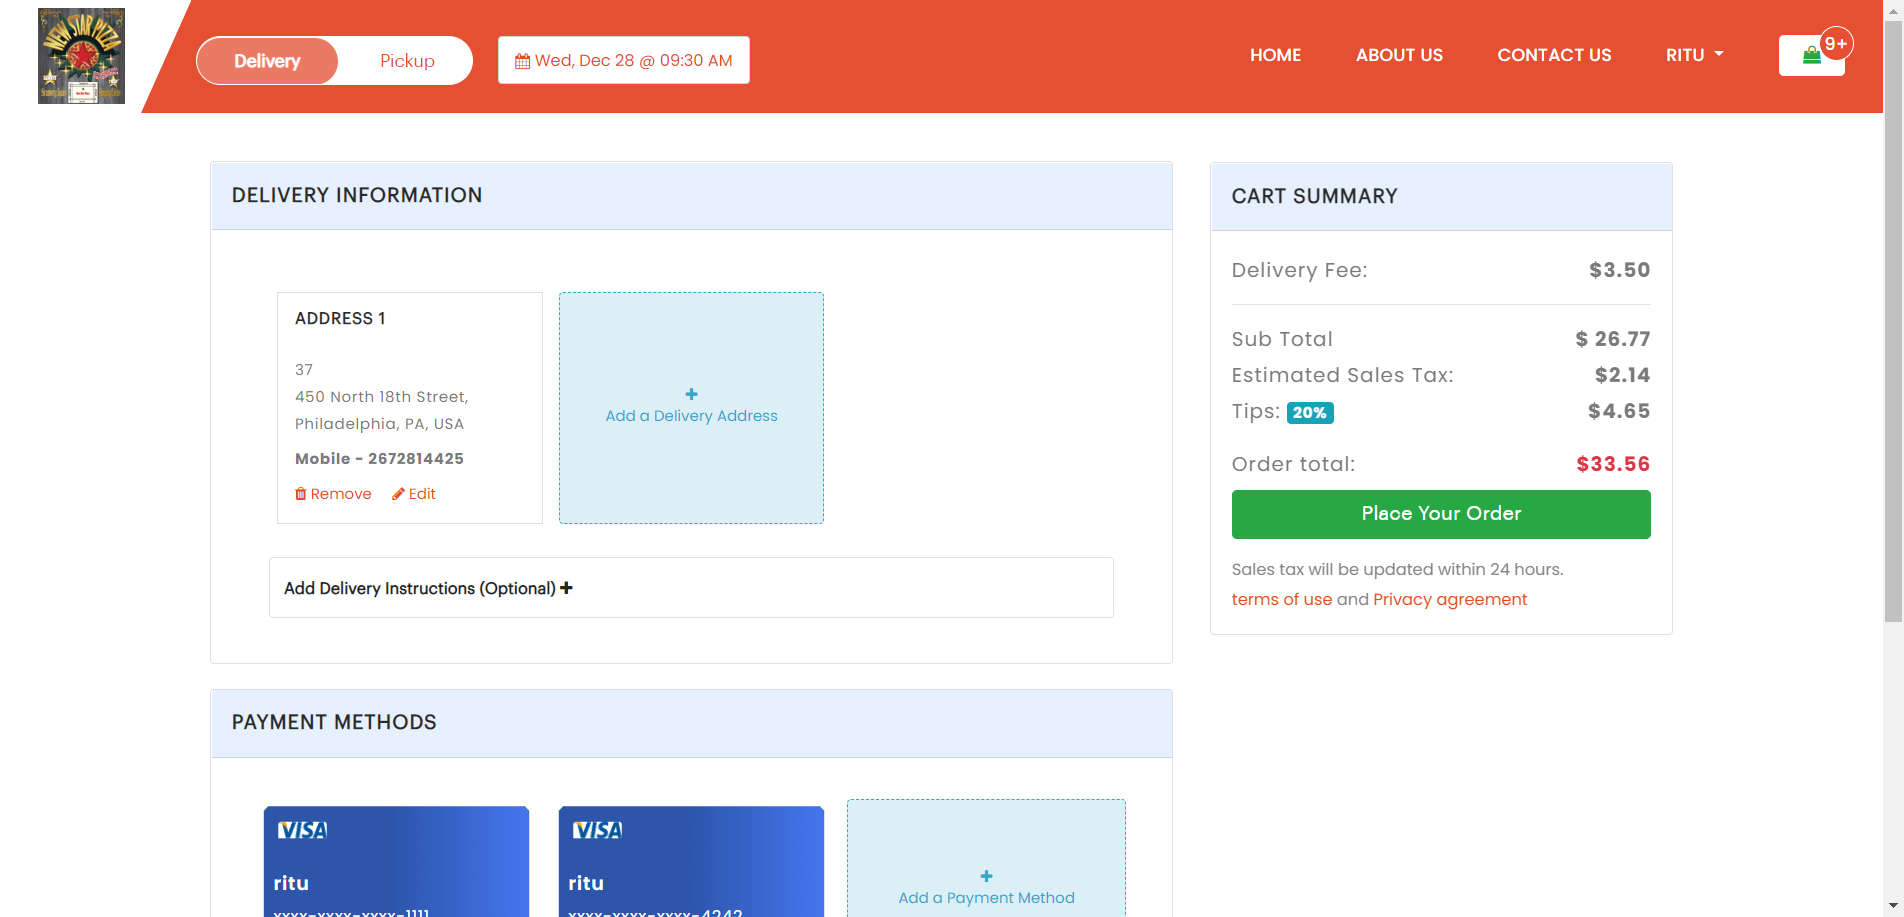 NEW STAR PIZZA
Delivery
Pickup
Wed, Dec 28 @ 09:30 AM
HOME
ABOUT US
CONTACT US
RITU
9+
DELIVERY INFORMATION
ADDRESS 1
37
450 North 18th Street,
Philadelphia, PA, USA
Mobile - 2672814425
Remove
Edit
+
Add a Delivery Address
Add Delivery Instructions (Optional) +
CART SUMMARY
Delivery Fee: $3.50
Sub Total $ 26.77
Estimated Sales Tax: $2.14
Tips: 20% $4.65
Order total: $33.56
Place Your Order
Sales tax will be updated within 24 hours.
terms of use and Privacy agreement
PAYMENT METHODS
VISA
ritu
xxxx-xxxx-xxxx-1111
VISA
ritu
xxxx-xxxx-xxxx-4242
+
Add a Payment Method